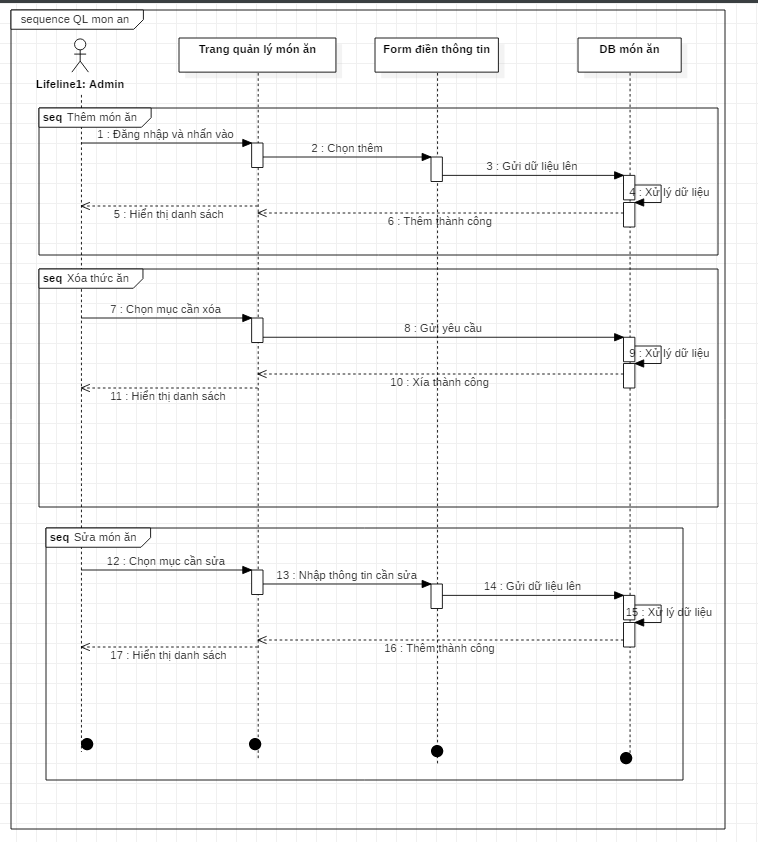 sequence QL mon an
Trang quản lý món ăn
Form điền thông tin
DB món ăn
Lifeline1: Admin
seq Thêm món ăn
1 : Đăng nhập và nhấn vào
2 : Chọn thêm
3 : Gửi dữ liệu lên
4 : Xử lý dữ liệu
5 : Hiển thị danh sách
6 : Thêm thành công
seq Xóa thức ăn
7 : Chọn mục cần xóa
8 : Gửi yêu cầu
9 : Xử lý dữ liệu
10 : Xía thành công
11 : Hiển thị danh sách
seq Sửa món ăn
12 : Chọn mục cần sửa
13 : Nhập thông tin cần sửa
14 : Gửi dữ liệu lên
15 : Xử lý dữ liệu
16 : Thêm thành công
17 : Hiển thị danh sách